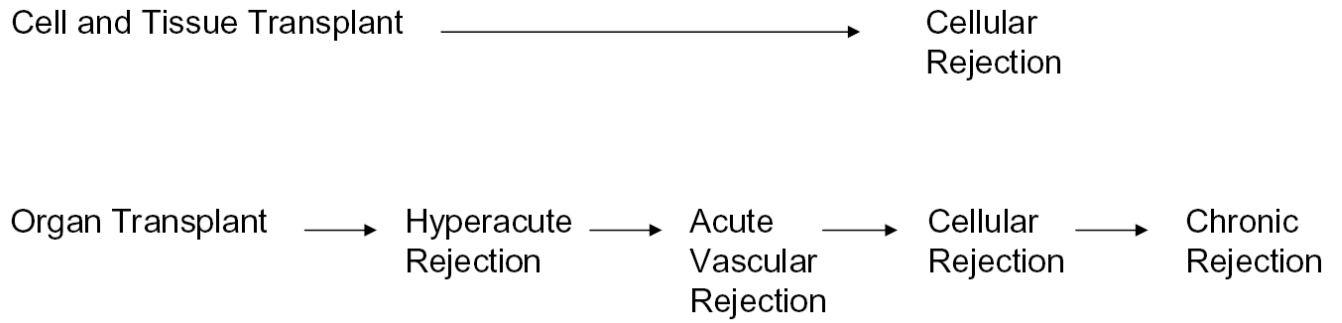 Cell and Tissue Transplant
Cellular
Rejection
Organ Transplant
Hyperacute
Rejection
Acute
Vascular
Rejection
Cellular
Rejection
Chronic
Rejection